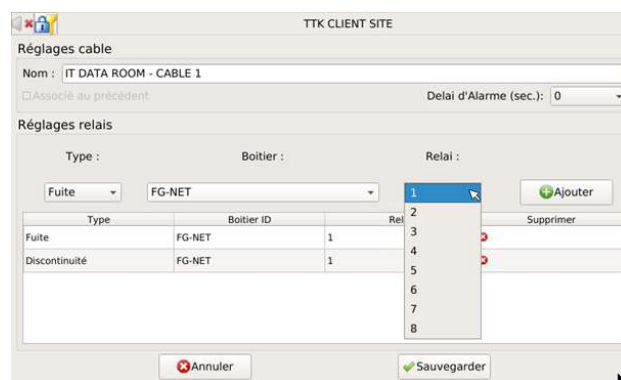 TTK CLIENT SITE
Réglages cable
Nom : IT DATA ROOM - CABLE 1
Associé au précédent Delai d'Alarme (sec.): 0
Réglages relais
Type : Boitier : Relai :
Fuite FG-NET 1 Ajouter
Type Boitier ID Rel Supprimer
2
3
Fuite FG-NET 1
4
Discontinuité FG-NET 1
5
6
7
8
Annuler Sauvegarder